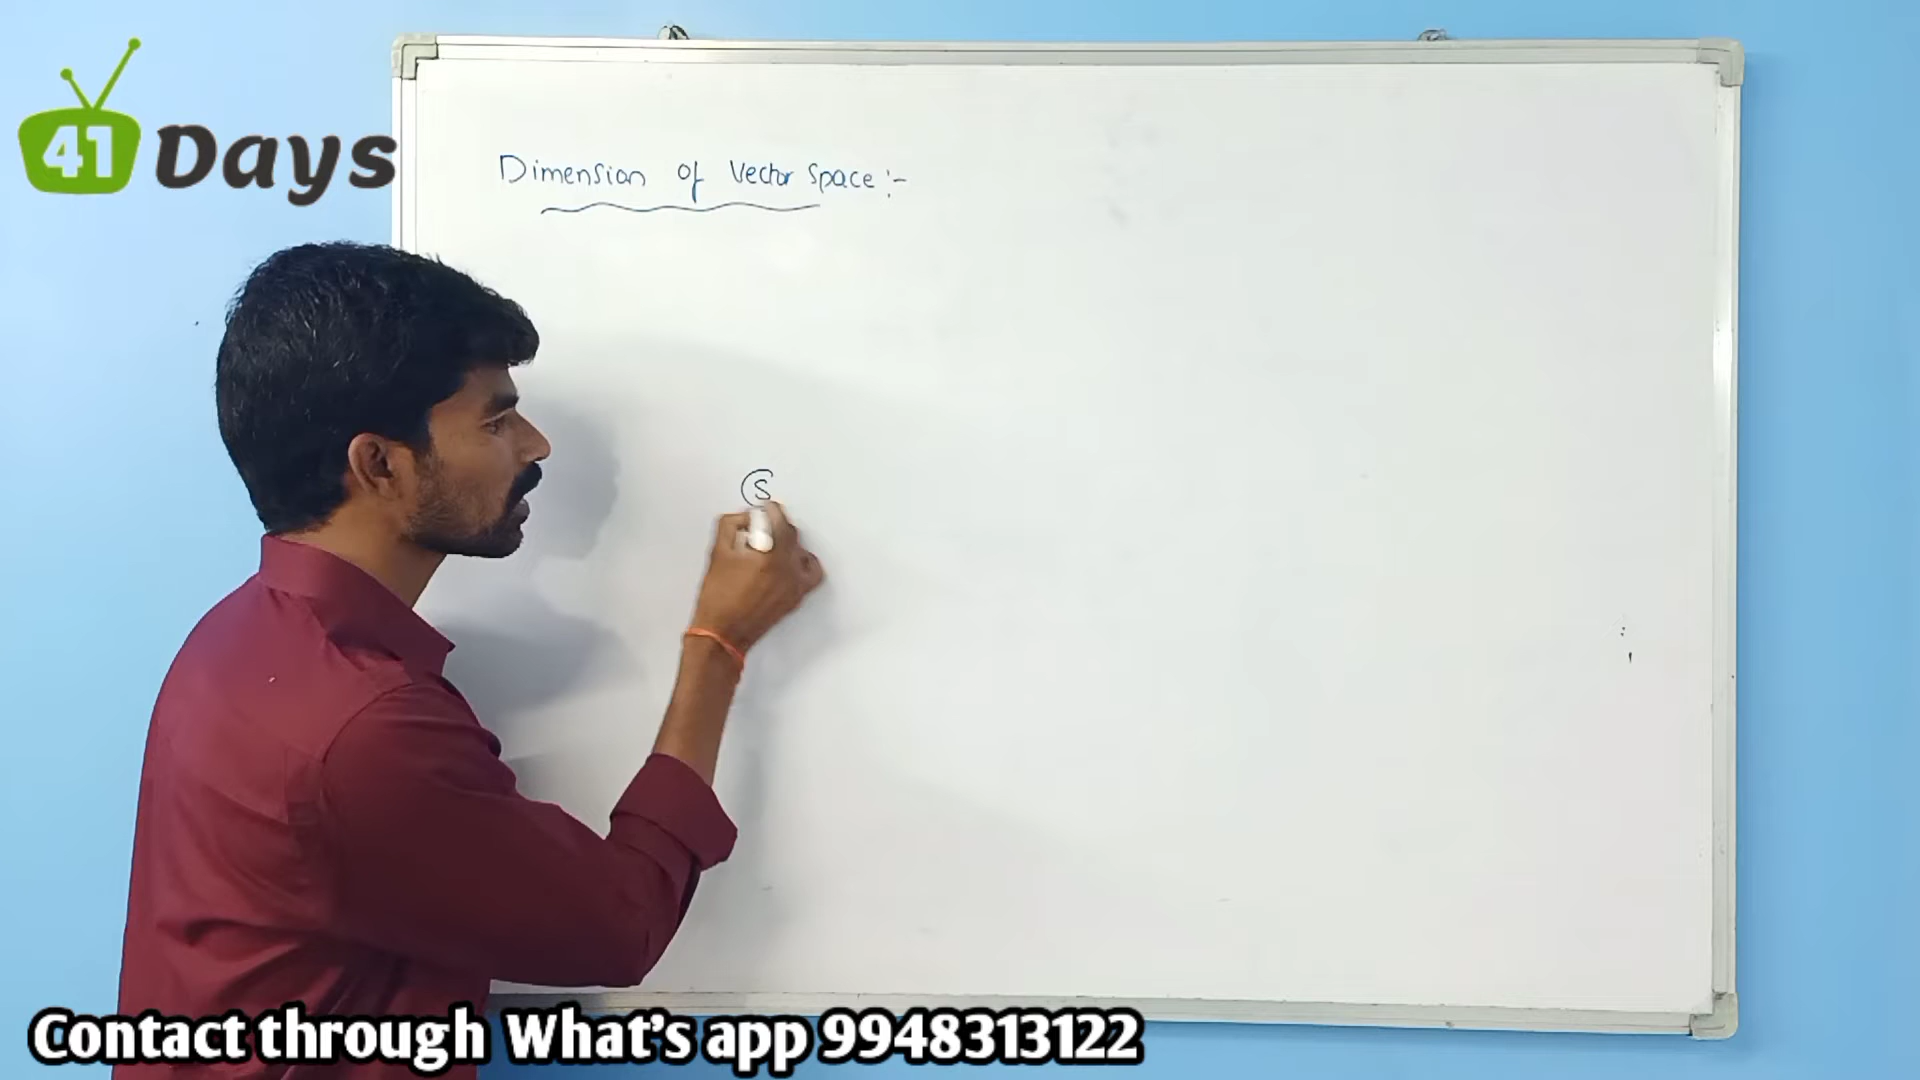 41 Days
Dimension of Vector Space :-
S
Contact through What's app 9948313122